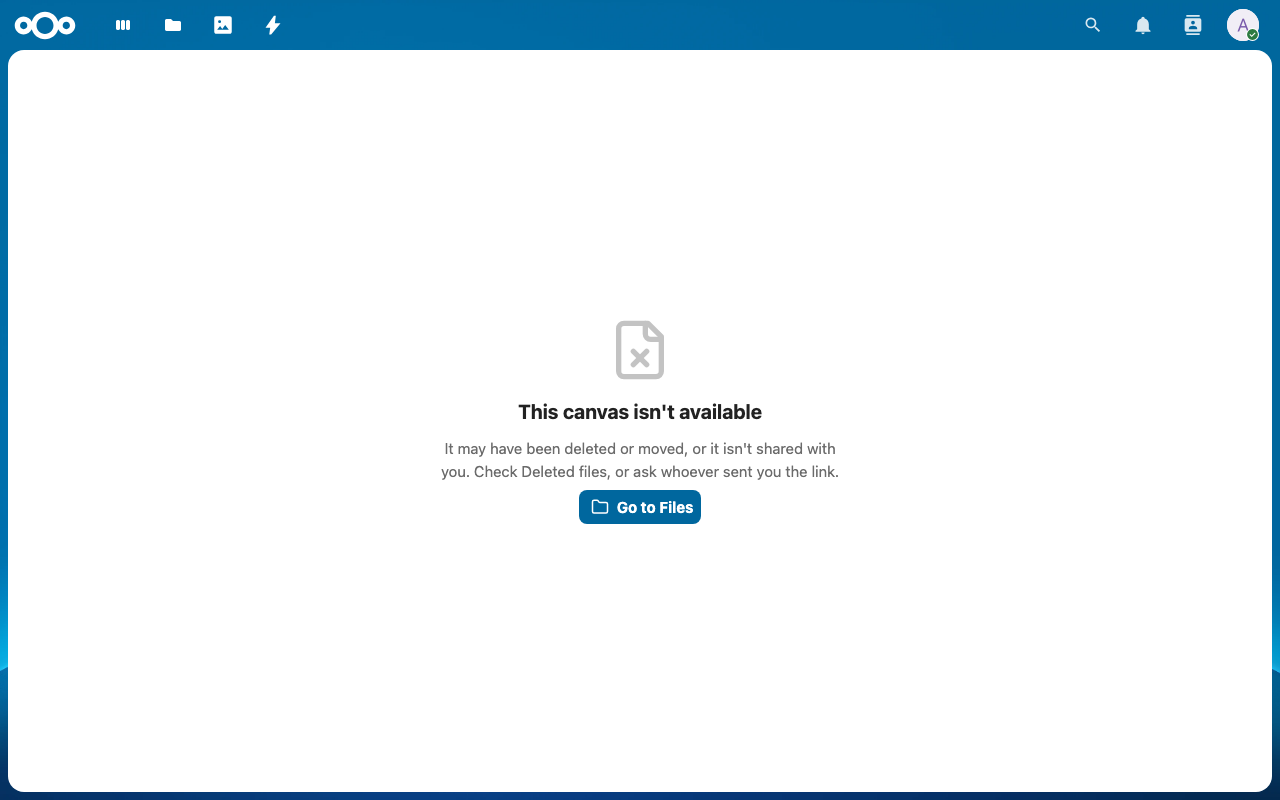 A
This canvas isn't available
It may have been deleted or moved, or it isn't shared with
you. Check Deleted files, or ask whoever sent you the link.
Go to Files